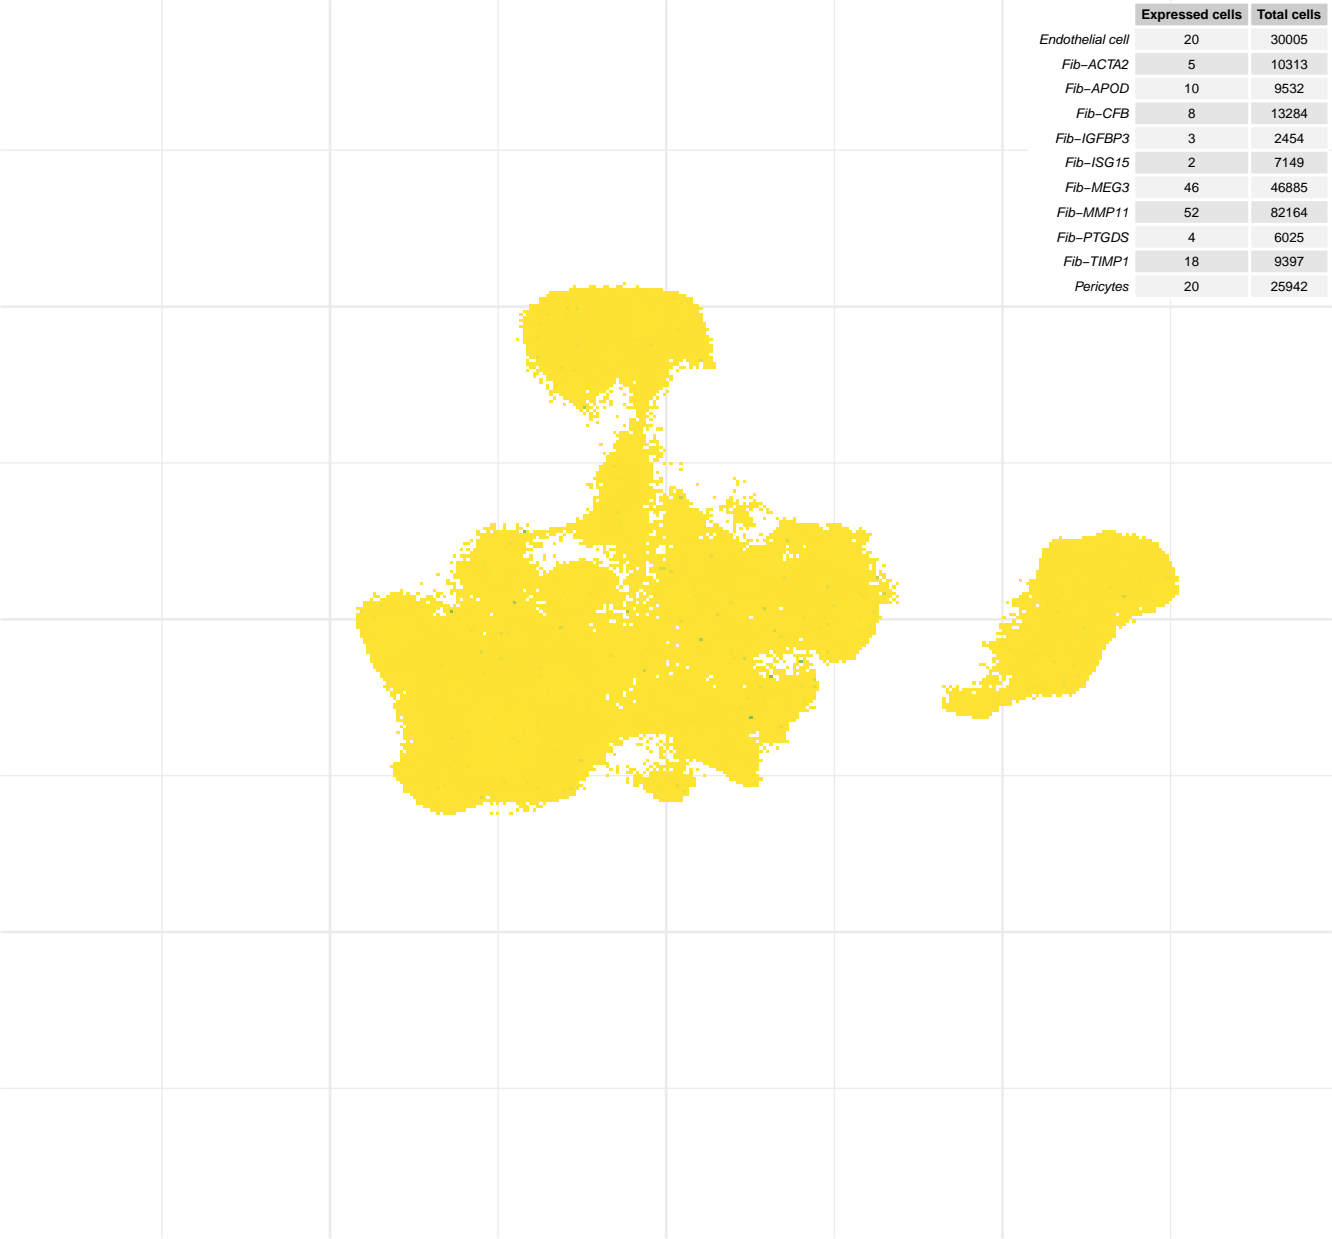 Expressed cells Total cells
Endothelial cell 20 30005
Fib−ACTA2 5 10313
Fib−APOD 10 9532
Fib−CFB 8 13284
Fib−IGFBP3 3 2454
Fib−ISG15 2 7149
Fib−MEG3 46 46885
Fib−MMP11 52 82164
Fib−PTGDS 4 6025
Fib−TIMP1 18 9397
Pericytes 20 25942